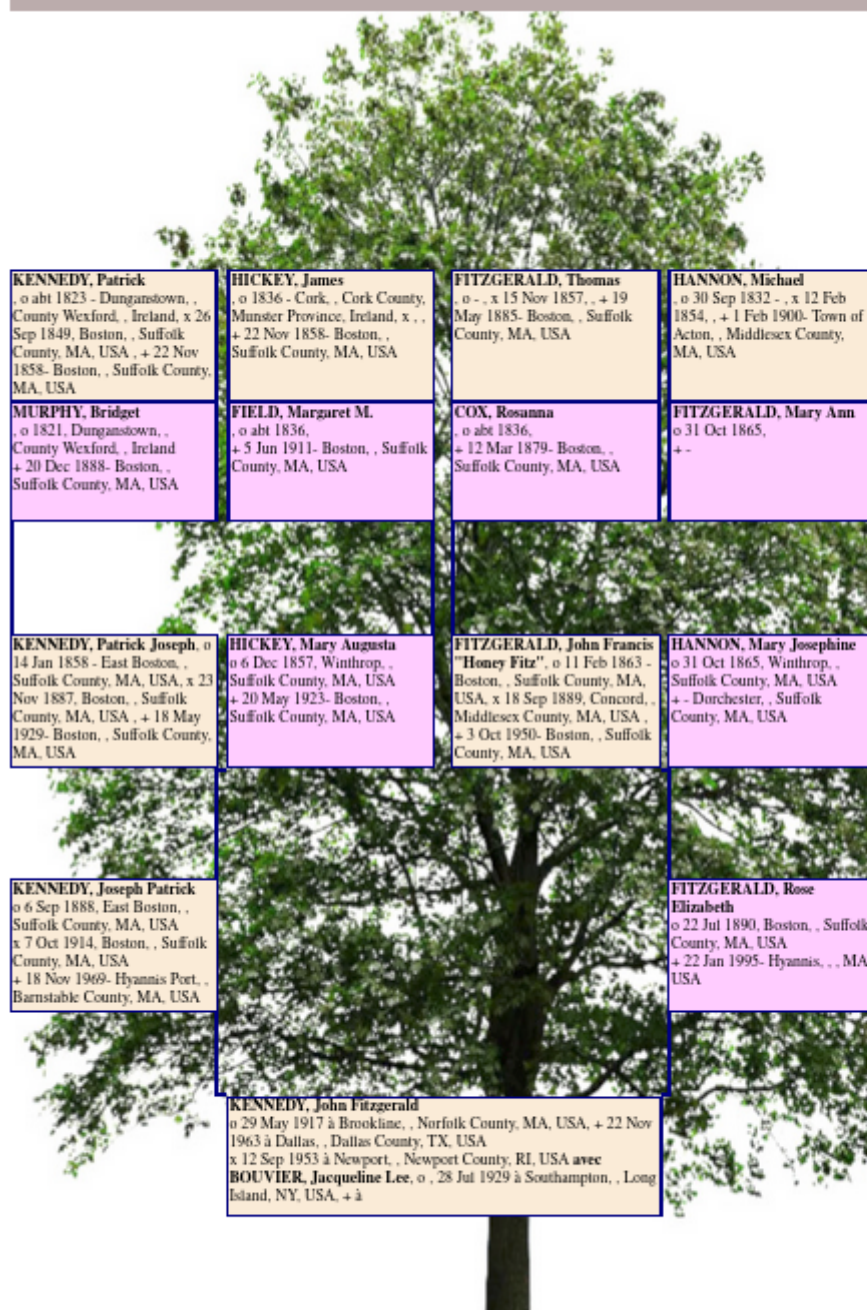 KENNEDY, Patrick
, o abt 1823 - Dunganstown, ,
County Wexford, , Ireland, x 26
Sep 1849, Boston, , Suffolk
County, MA, USA , + 22 Nov
1858- Boston, , Suffolk County,
MA, USA
HICKEY, James
, o 1836 - Cork, , Cork County,
Munster Province, Ireland, x , ,
+ 22 Nov 1858- Boston, ,
Suffolk County, MA, USA
FITZGERALD, Thomas
, o - , x 15 Nov 1857, , + 19
May 1885- Boston, , Suffolk
County, MA, USA
HANNON, Michael
, o 30 Sep 1832 - , x 12 Feb
1854, , + 1 Feb 1900- Town of
Acton, , Middlesex County,
MA, USA
MURPHY, Bridget
, o 1821, Dunganstown, ,
County Wexford, , Ireland
+ 20 Dec 1888- Boston, ,
Suffolk County, MA, USA
FIELD, Margaret M.
, o abt 1836,
+ 5 Jun 1911- Boston, , Suffolk
County, MA, USA
COX, Rosanna
, o abt 1836,
+ 12 Mar 1879- Boston, ,
Suffolk County, MA, USA
FITZGERALD, Mary Ann
o 31 Oct 1865,
+ -
KENNEDY, Patrick Joseph, o
14 Jan 1858 - East Boston, ,
Suffolk County, MA, USA, x 23
Nov 1887, Boston, , Suffolk
County, MA, USA , + 18 May
1929- Boston, , Suffolk County,
MA, USA
HICKEY, Mary Augusta
o 6 Dec 1857, Winthrop, ,
Suffolk County, MA, USA
+ 20 May 1923- Boston, ,
Suffolk County, MA, USA
FITZGERALD, John Francis
"Honey Fitz", o 11 Feb 1863 -
Boston, , Suffolk County, MA,
USA, x 18 Sep 1889, Concord, ,
Middlesex County, MA, USA ,
+ 3 Oct 1950- Boston, , Suffolk
County, MA, USA
HANNON, Mary Josephine
o 31 Oct 1865, Winthrop, ,
Suffolk County, MA, USA
+ - Dorchester, , Suffolk
County, MA, USA
KENNEDY, Joseph Patrick
o 6 Sep 1888, East Boston, ,
Suffolk County, MA, USA
x 7 Oct 1914, Boston, , Suffolk
County, MA, USA
+ 18 Nov 1969- Hyannis Port, ,
Barnstable County, MA, USA
FITZGERALD, Rose
Elizabeth
o 22 Jul 1890, Boston, , Suffolk
County, MA, USA
+ 22 Jan 1995- Hyannis, , , MA
USA
KENNEDY, John Fitzgerald
o 29 May 1917 à Brookline, , Norfolk County, MA, USA, + 22 Nov
1963 à Dallas, , Dallas County, TX, USA
x 12 Sep 1953 à Newport, , Newport County, RI, USA avec
BOUVIER, Jacqueline Lee, o , 28 Jul 1929 à Southampton, , Long
Island, NY, USA, + à